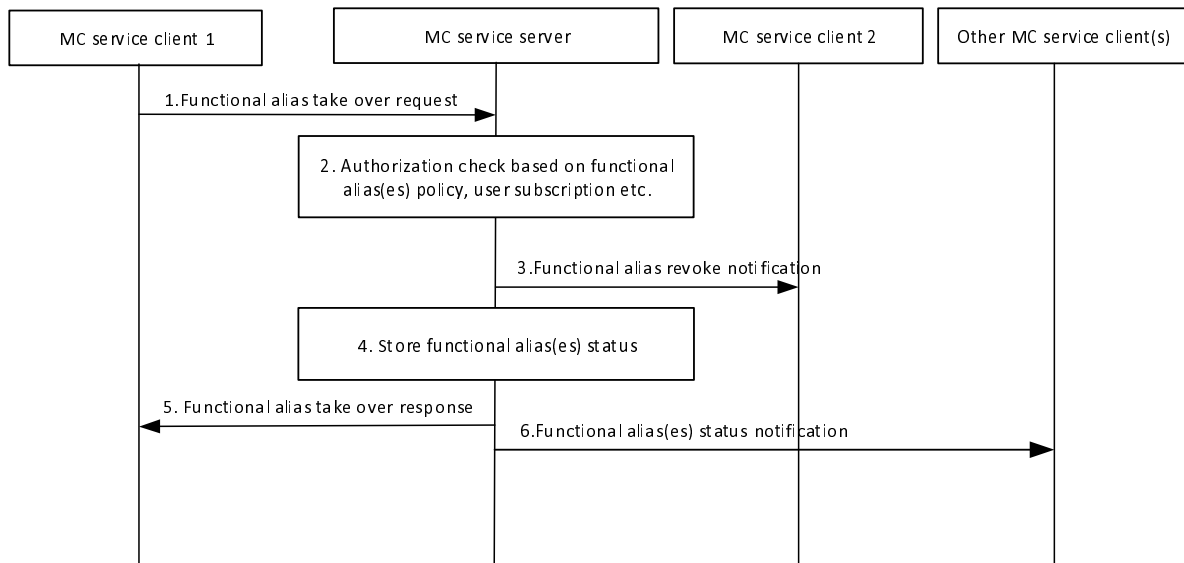 MC service client 1
MC service server
MC service client 2
Other MC service client(s)
1.Functional alias take over request
2. Authorization check based on functional
alias(es) policy, user subscription etc.
3.Functional alias revoke notification
4. Store functional alias(es) status
5. Functional alias take over response
6.Functional alias(es) status notification